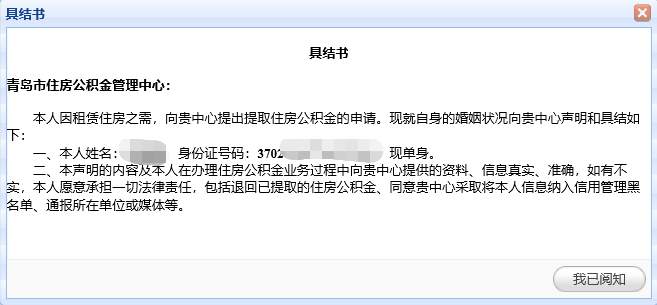 具结书
具结书
青岛市住房公积金管理中心：
本人因租赁住房之需，向贵中心提出提取住房公积金的申请。现就自身的婚姻状况向贵中心声明和具结如
下：
一、本人姓名： 身份证号码：3702 现单身。
二、本声明的内容及本人在办理住房公积金业务过程中向贵中心提供的资料、信息真实、准确，如有不
实，本人愿意承担一切法律责任，包括退回已提取的住房公积金、同意贵中心采取将本人信息纳入信用管理黑
名单、通报所在单位或媒体等。
我已阅知